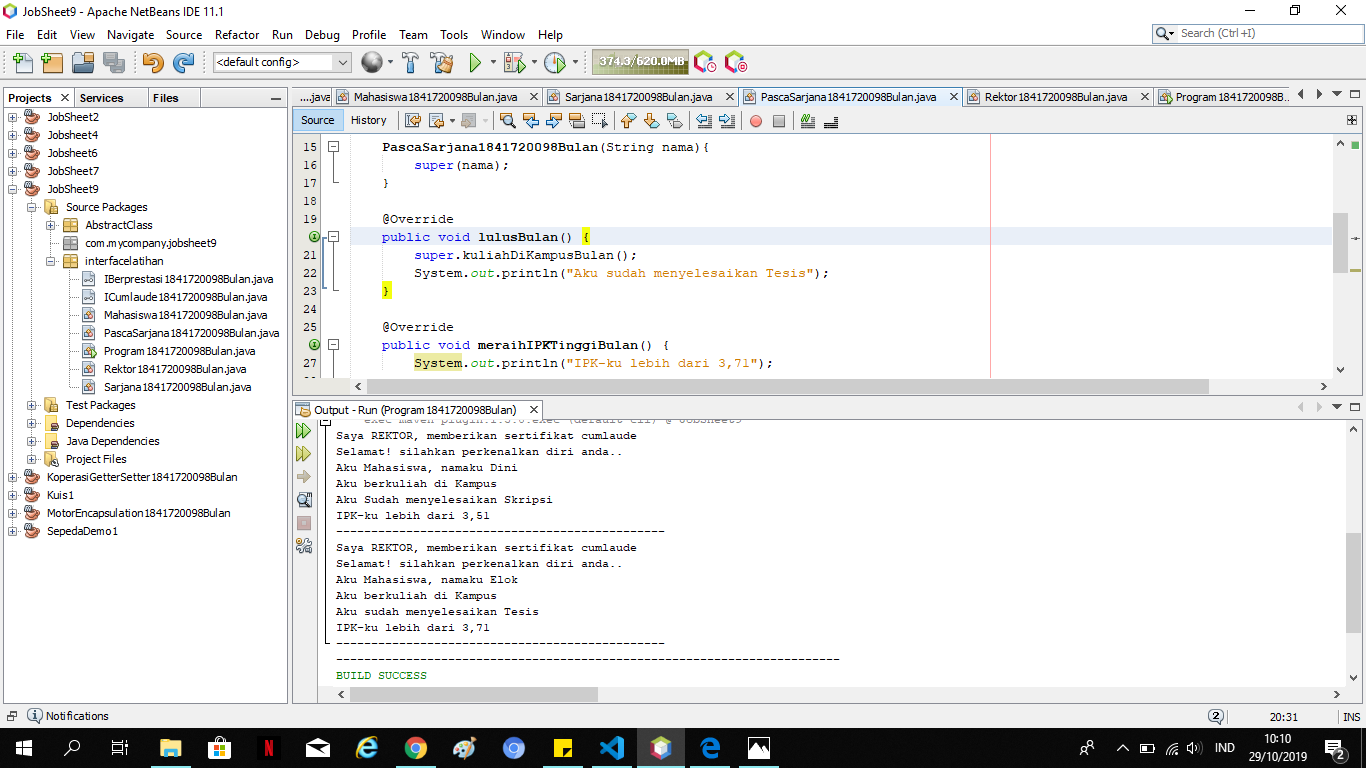 JobSheet9 - Apache NetBeans IDE 11.1
File Edit View Navigate Source Refactor Run Debug Profile Team Tools Window Help
Search (Ctrl+I)
<default config>
374.3/620.0MB
Projects Services Files
JobSheet2
Jobsheet4
Jobsheet6
JobSheet7
JobSheet9
Source Packages
AbstractClass
com.mycompany.jobsheet9
interfacelatihan
IBerprestasi1841720098Bulan.java
ICumlaude1841720098Bulan.java
Mahasiswa1841720098Bulan.java
PascaSarjana1841720098Bulan.java
Program1841720098Bulan.java
Rektor1841720098Bulan.java
Sarjana1841720098Bulan.java
Test Packages
Dependencies
Java Dependencies
Project Files
KoperasiGetterSetter1841720098Bulan
Kuis1
MotorEncapsulation1841720098Bulan
SepedaDemo1
....java Mahasiswa1841720098Bulan.java Sarjana1841720098Bulan.java PascaSarjana1841720098Bulan.java Rektor1841720098Bulan.java Program1841720098B...
Source History
15 PascaSarjana1841720098Bulan(String nama){
16 super(nama);
17 }
18
19 @Override
public void lulusBulan() {
21 super.kuliahDiKampusBulan();
22 System.out.println("Aku sudah menyelesaikan Tesis");
23 }
24
25 @Override
public void meraihIPKTinggiBulan() {
27 System.out.println("IPK-ku lebih dari 3,71");
Output - Run (Program1841720098Bulan)
Saya REKTOR, memberikan sertifikat cumlaude
Selamat! silahkan perkenalkan diri anda..
Aku Mahasiswa, namaku Dini
Aku berkuliah di Kampus
Aku Sudah menyelesaikan Skripsi
IPK-ku lebih dari 3,51
-----------------------------------------------
Saya REKTOR, memberikan sertifikat cumlaude
Selamat! silahkan perkenalkan diri anda..
Aku Mahasiswa, namaku Elok
Aku berkuliah di Kampus
Aku sudah menyelesaikan Tesis
IPK-ku lebih dari 3,71
-----------------------------------------------
------------------------------------------------------------------------
BUILD SUCCESS
Notifications
2
20:31
INS
IND
10:10
29/10/2019
2